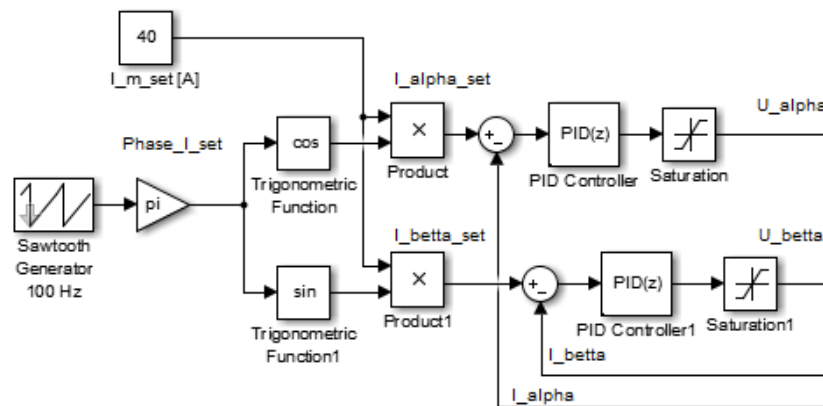 40
I_m_set [A]
I_alpha_set
U_alpha
Phase_I_set
cos
×
+
_
PID(z)
Product
PID Controller
Saturation
Trigonometric
Function
pi
Sawtooth
Generator
100 Hz
I_betta_set
U_betta
sin
×
+
_
PID(z)
Product1
Trigonometric
Function1
PID Controller1
Saturation1
I_betta
I_alpha